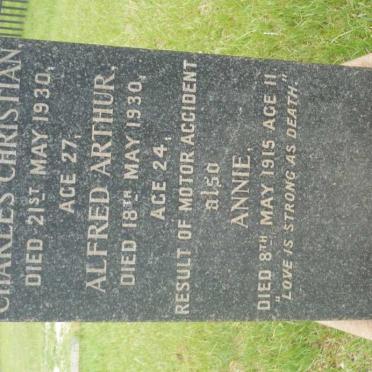 CHARLES CHRISTIAN,
DIED 21ST MAY 1930,
AGE 27,
ALFRED ARTHUR,
DIED 18TH MAY 1930,
AGE 24,
RESULT OF MOTOR ACCIDENT
also
ANNIE,
DIED 8TH MAY 1915 AGE 11
"LOVE IS STRONG AS DEATH."